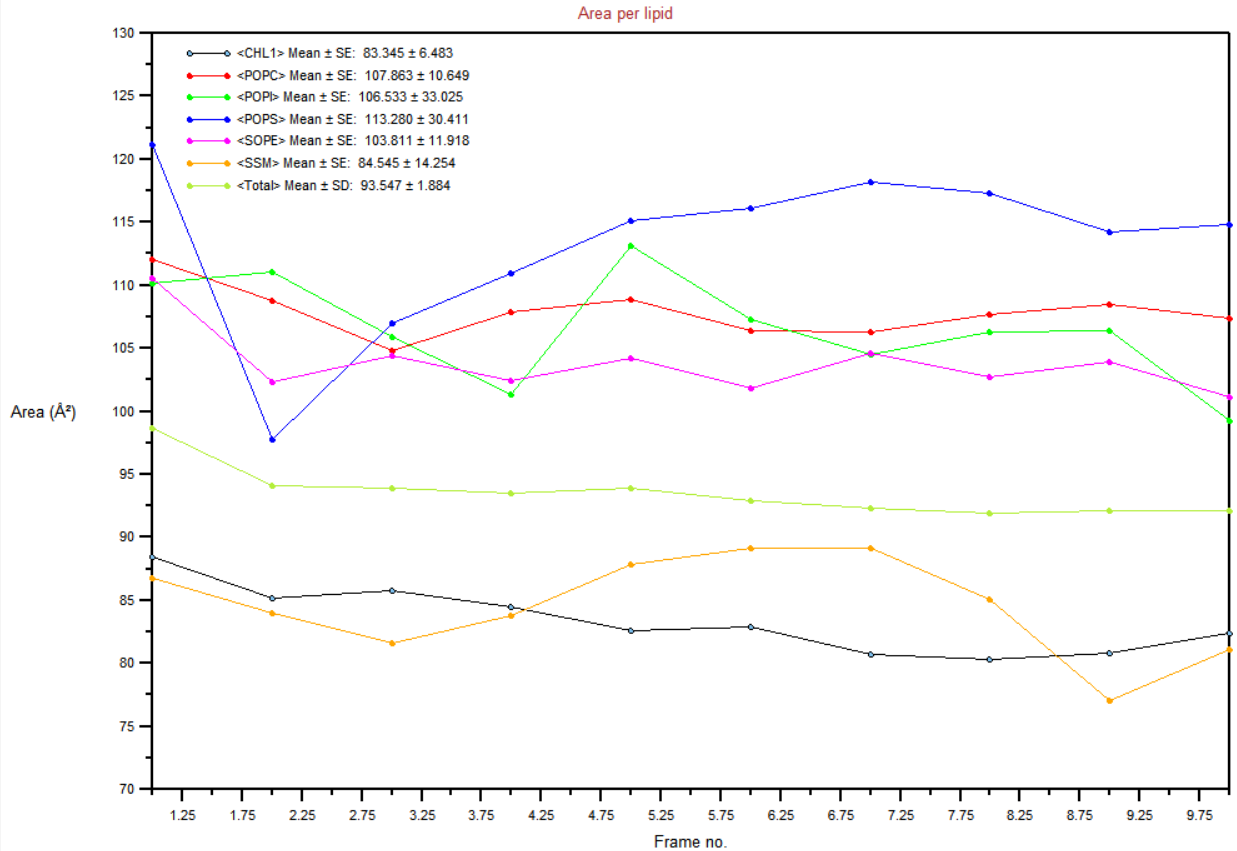 Area per lipid
<CHL1> Mean ± SE: 83.345 ± 6.483
<POPC> Mean ± SE: 107.863 ± 10.649
<POPI> Mean ± SE: 106.533 ± 33.025
<POPS> Mean ± SE: 113.280 ± 30.411
<SOPE> Mean ± SE: 103.811 ± 11.918
<SSM> Mean ± SE: 84.545 ± 14.254
<Total> Mean ± SD: 93.547 ± 1.884
130
125
120
115
110
105
100
95
90
85
80
75
70
Area (Å²)
1.25 1.75 2.25 2.75 3.25 3.75 4.25 4.75 5.25 5.75 6.25 6.75 7.25 7.75 8.25 8.75 9.25 9.75
Frame no.